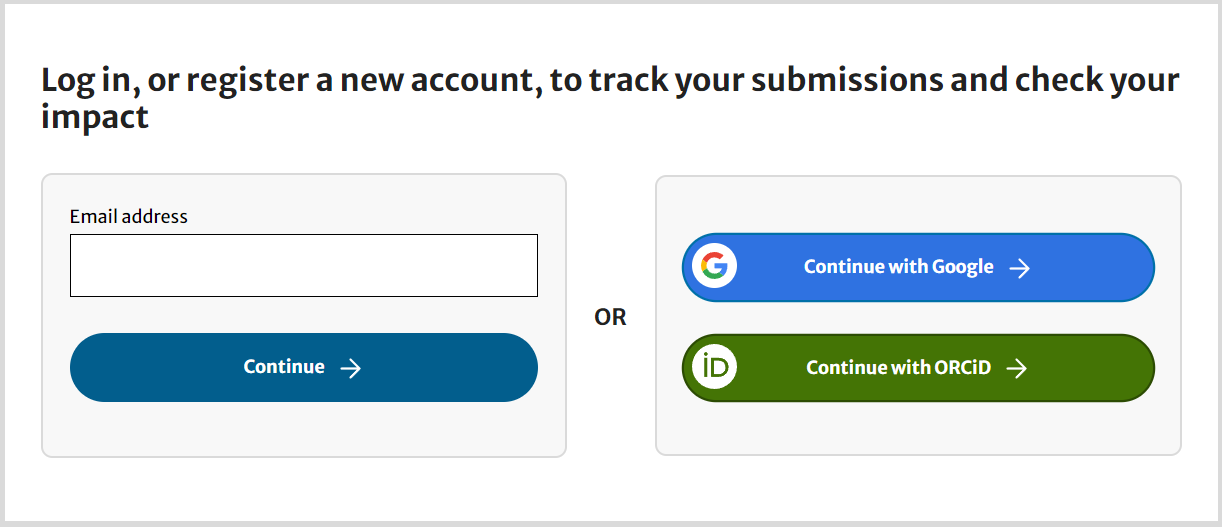 Log in, or register a new account, to track your submissions and check your
impact
Email address
Continue
OR
Continue with Google
iD
Continue with ORCiD